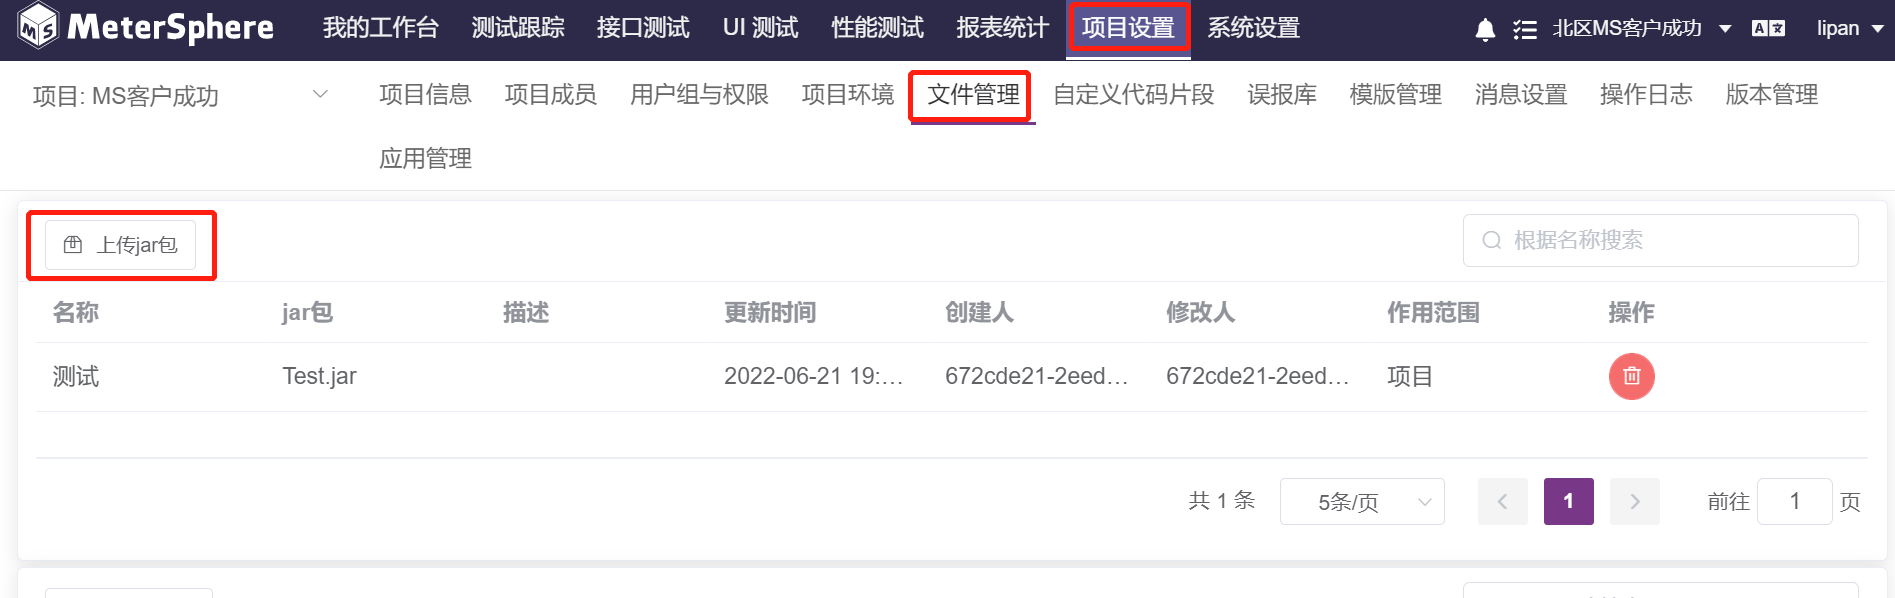 MS MeterSphere 我的工作台 测试跟踪 接口测试 UI 测试 性能测试 报表统计 项目设置 系统设置 北区MS客户成功 A文 lipan
项目: MS客户成功 项目信息 项目成员 用户组与权限 项目环境 文件管理 自定义代码片段 误报库 模版管理 消息设置 操作日志 版本管理
应用管理
上传jar包 根据名称搜索
名称 jar包 描述 更新时间 创建人 修改人 作用范围 操作
测试 Test.jar 2022-06-21 19:... 672cde21-2eed... 672cde21-2eed... 项目
共 1 条 5条/页 1 前往 1 页